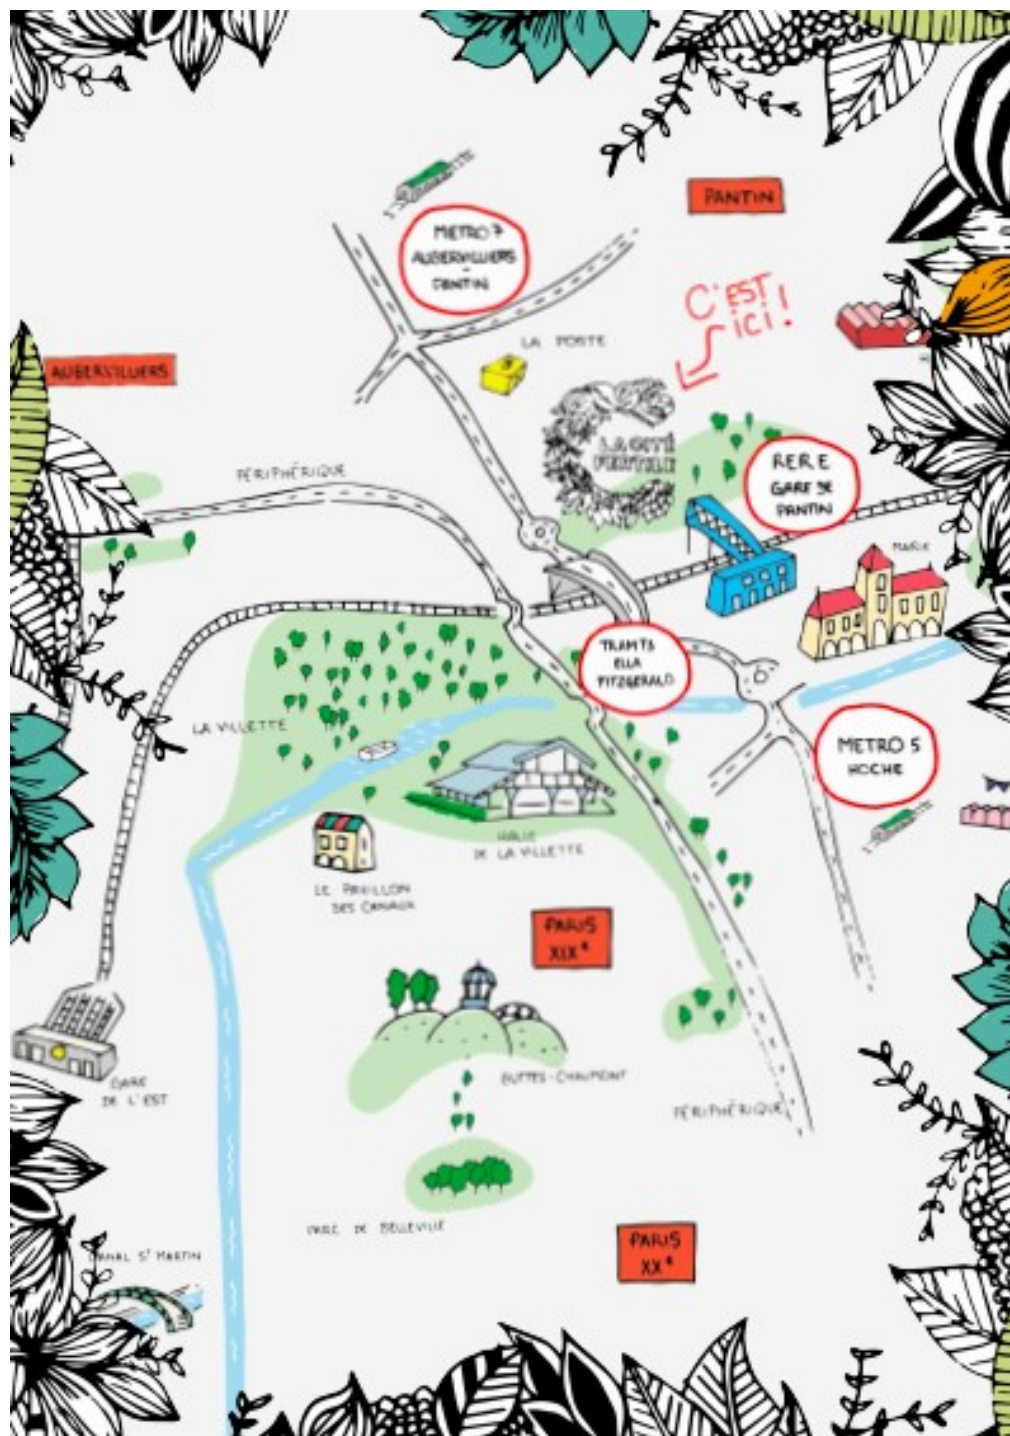 PANTIN
METRO 7
AUBERVILLIERS
-
PANTIN
C'EST
ICI !
LA POSTE
AUBERVILLIERS
LA CITÉ
FERTILE
RER E
GARE DE
PANTIN
PÉRIPHÉRIQUE
MAIRIE
TRAM T3
ELLA
FITZGERALD
LA VILLETTE
METRO 5
HOCHE
HALLE
DE LA VILLETTE
LE PAVILLON
DES CANAUX
PARIS
XIXe
BUTTES-CHAUMONT
GARE
DE L'EST
PÉRIPHÉRIQUE
PARC DE BELLEVILLE
PARIS
XXe
CANAL ST MARTIN